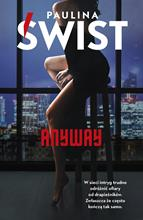 PAULINA
ŚWIST
ANYWAY
W sieci intryg trudno
odróżnić ofiary
od drapieżników.
Zwłaszcza że często
kończą tak samo.